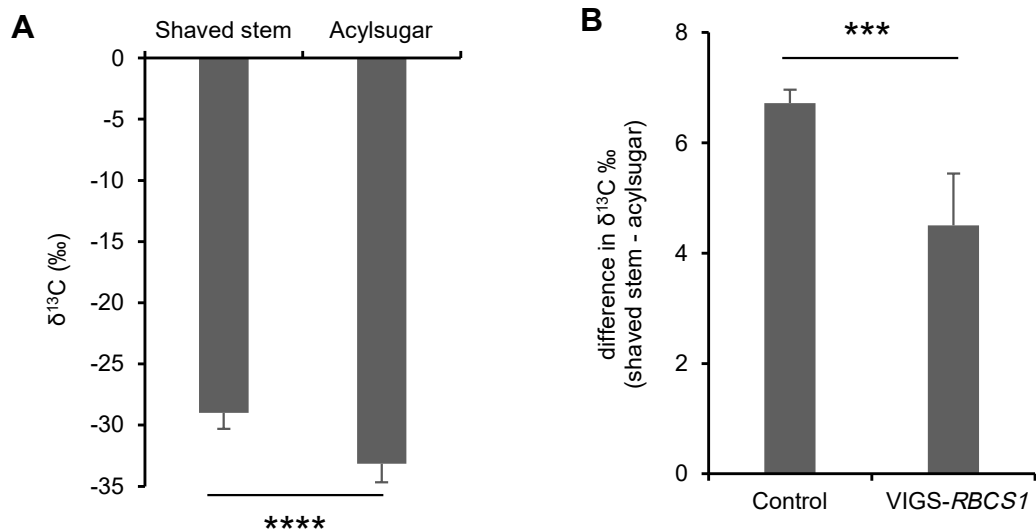 A
Shaved stem Acylsugar
0
-5
-10
-15
-20
-25
-30
-35
δ¹³C (‰)
****
B
***
8
6
4
2
0
difference in δ¹³C ‰
(shaved stem - acylsugar)
Control VIGS-RBCS1